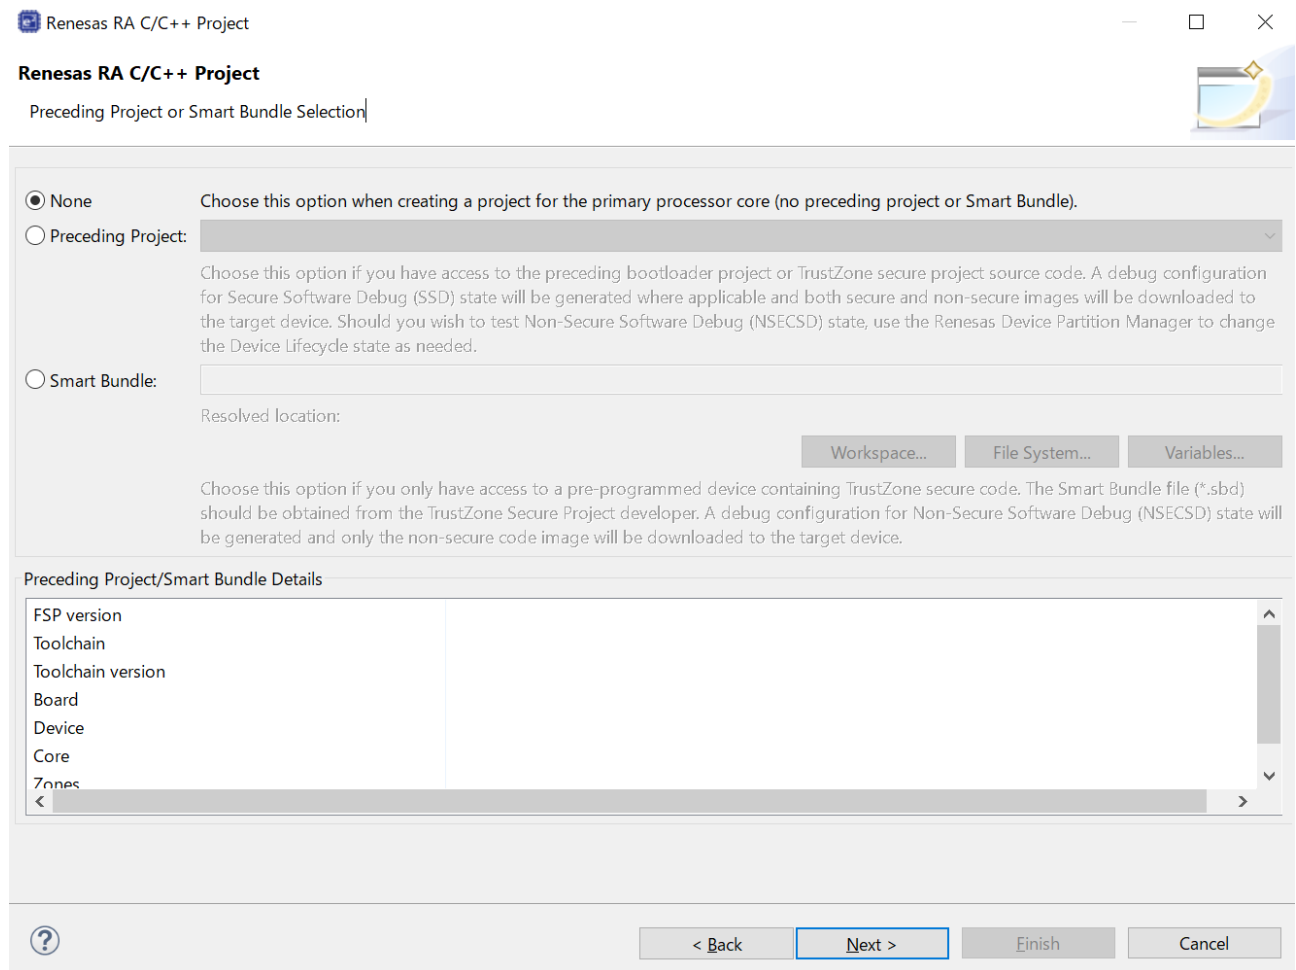 Renesas RA C/C++ Project
Renesas RA C/C++ Project
Preceding Project or Smart Bundle Selection
None
Choose this option when creating a project for the primary processor core (no preceding project or Smart Bundle).
Preceding Project:
Choose this option if you have access to the preceding bootloader project or TrustZone secure project source code. A debug configuration
for Secure Software Debug (SSD) state will be generated where applicable and both secure and non-secure images will be downloaded to
the target device. Should you wish to test Non-Secure Software Debug (NSECSD) state, use the Renesas Device Partition Manager to change
the Device Lifecycle state as needed.
Smart Bundle:
Resolved location:
Workspace...
File System...
Variables...
Choose this option if you only have access to a pre-programmed device containing TrustZone secure code. The Smart Bundle file (*.sbd)
should be obtained from the TrustZone Secure Project developer. A debug configuration for Non-Secure Software Debug (NSECSD) state will
be generated and only the non-secure code image will be downloaded to the target device.
Preceding Project/Smart Bundle Details
FSP version
Toolchain
Toolchain version
Board
Device
Core
Zones
< Back
Next >
Finish
Cancel